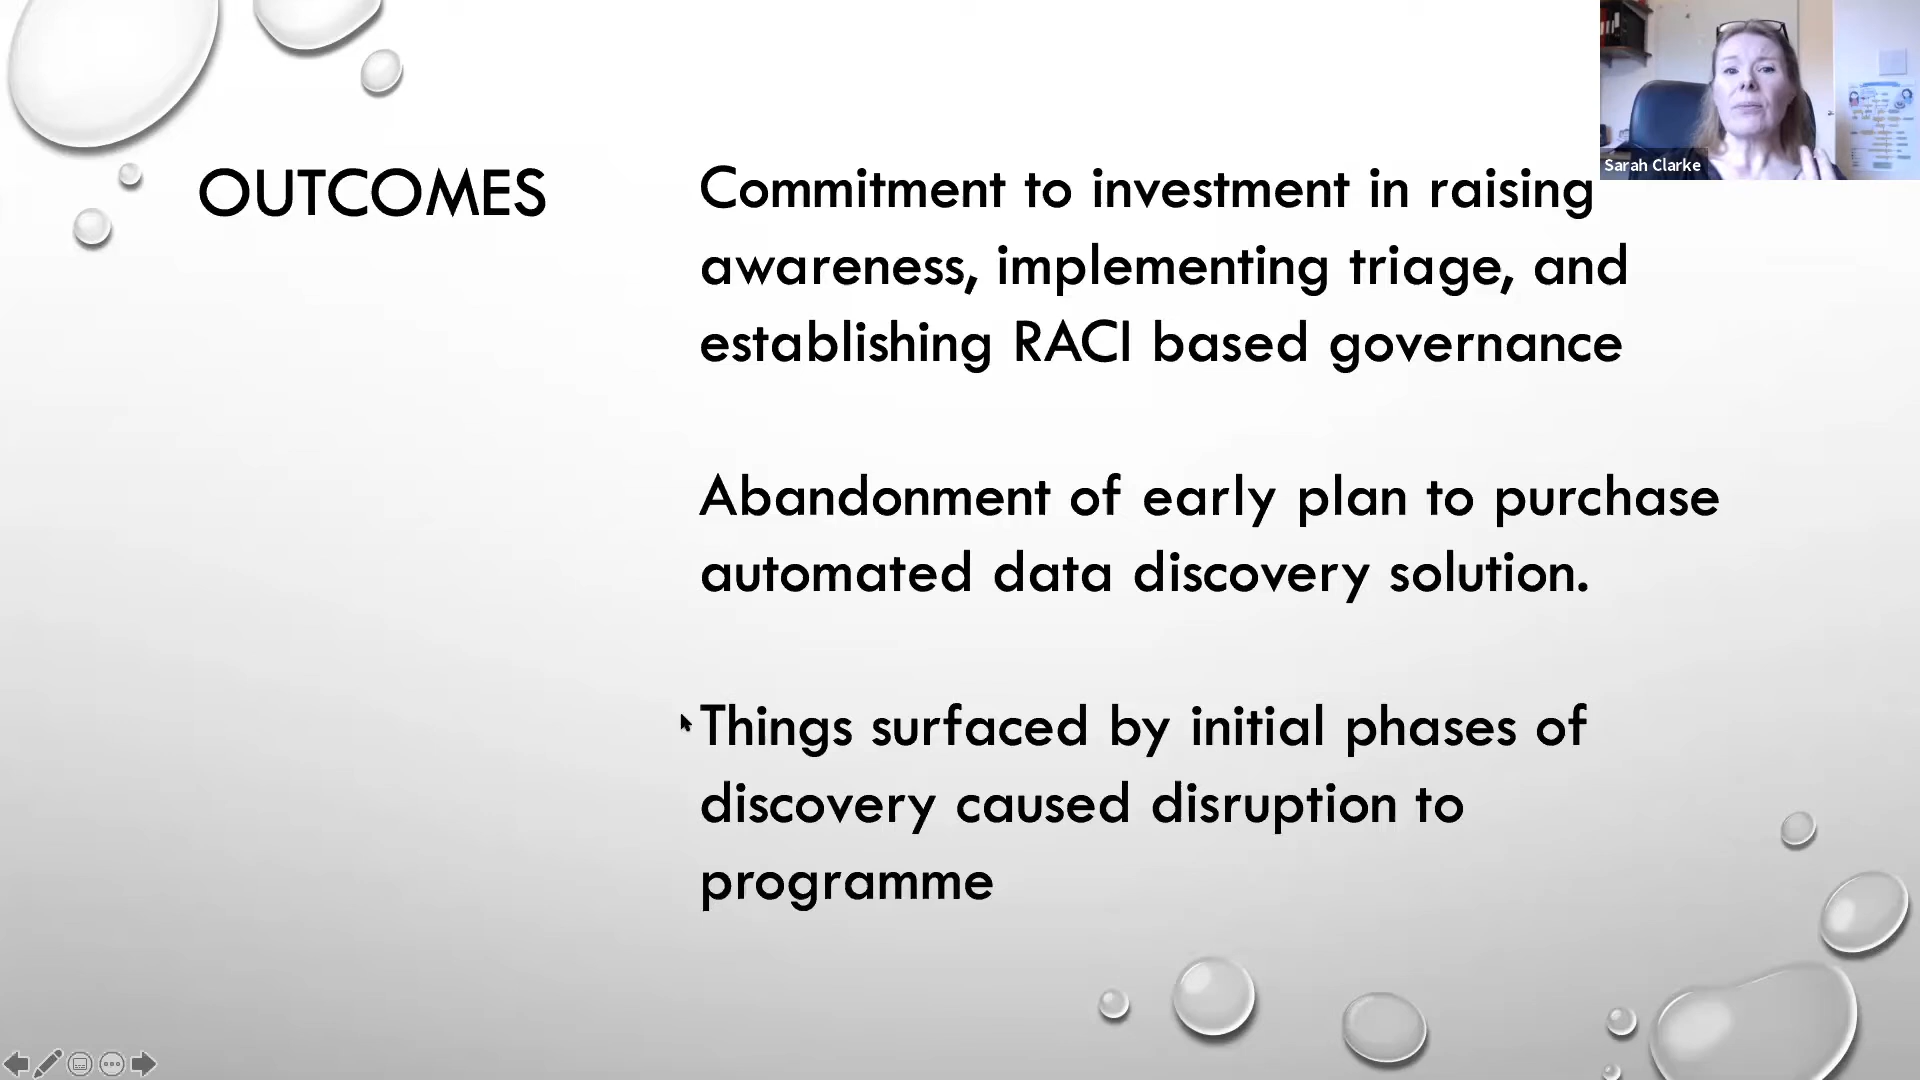 Sarah Clarke
OUTCOMES
Commitment to investment in raising
awareness, implementing triage, and
establishing RACI based governance
Abandonment of early plan to purchase
automated data discovery solution.
Things surfaced by initial phases of
discovery caused disruption to
programme